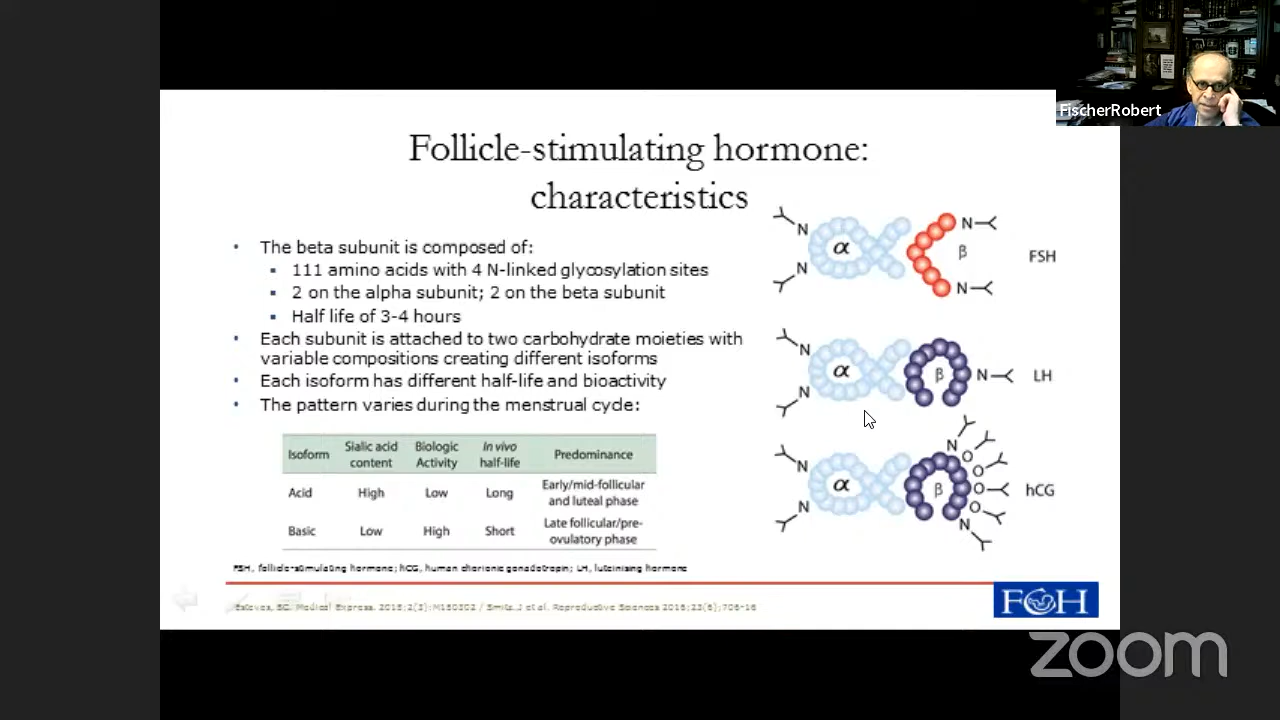 FischerRobert
Follicle-stimulating hormone:
characteristics
• The beta subunit is composed of:
▪ 111 amino acids with 4 N-linked glycosylation sites
▪ 2 on the alpha subunit; 2 on the beta subunit
▪ Half life of 3-4 hours
• Each subunit is attached to two carbohydrate moieties with
variable compositions creating different isoforms
• Each isoform has different half-life and bioactivity
• The pattern varies during the menstrual cycle:
Isoform Sialic acid content Biologic Activity In vivo half-life Predominance
Acid High Low Long Early/mid-follicular and luteal phase
Basic Low High Short Late follicular/pre-ovulatory phase
N N α β N N FSH
N N α β N LH
N N α β N O O O O N hCG
FSH, follicle-stimulating hormone; hCG, human chorionic gonadotropin; LH, luteinising hormone
Medical Express. / Reproductive Sciences
FCH
zoom